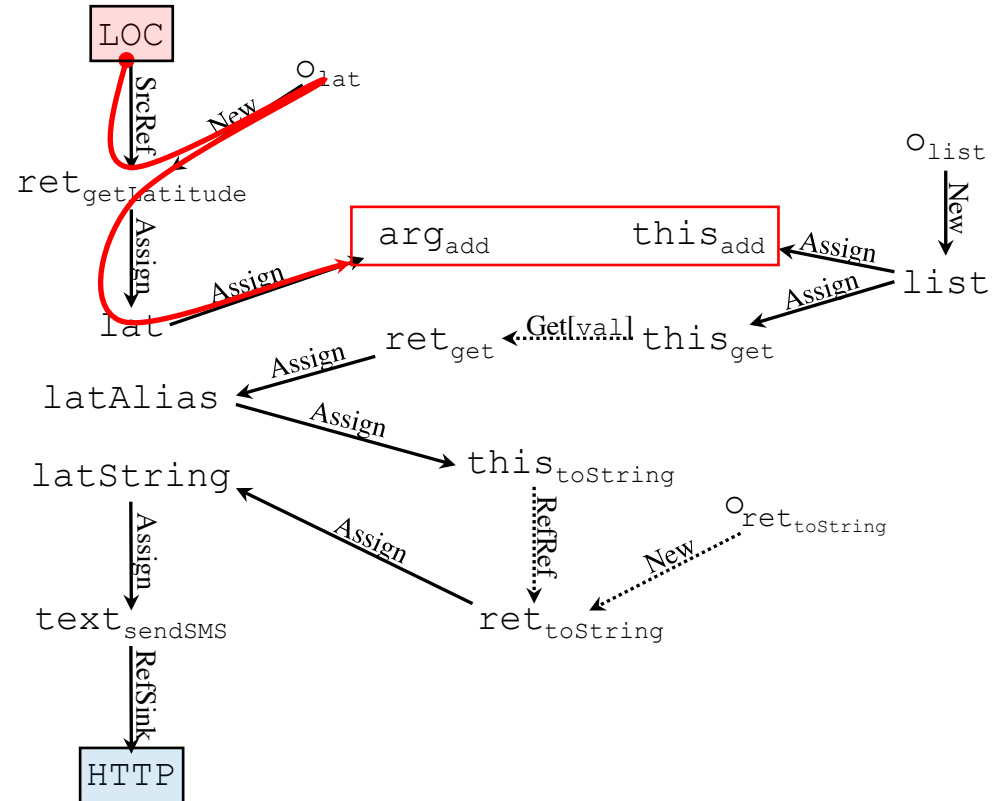 LOC
SrcRef
New
o_lat
ret_getLatitude
o_list
New
Assign
arg_add this_add
Assign
Assign
list
Assign
lat
ret_get
Get[val]
this_get
Assign
latAlias
Assign
this_toString
latString
RefRef
o_ret_toString
Assign
Assign
New
text_sendSMS
ret_toString
RefSink
HTTP